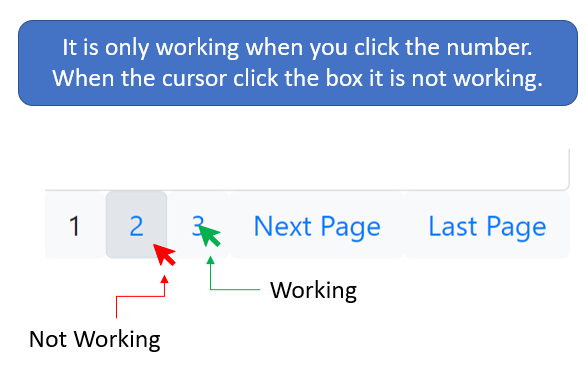 It is only working when you click the number.
When the cursor click the box it is not working.
1 2 3 Next Page Last Page
Working
Not Working